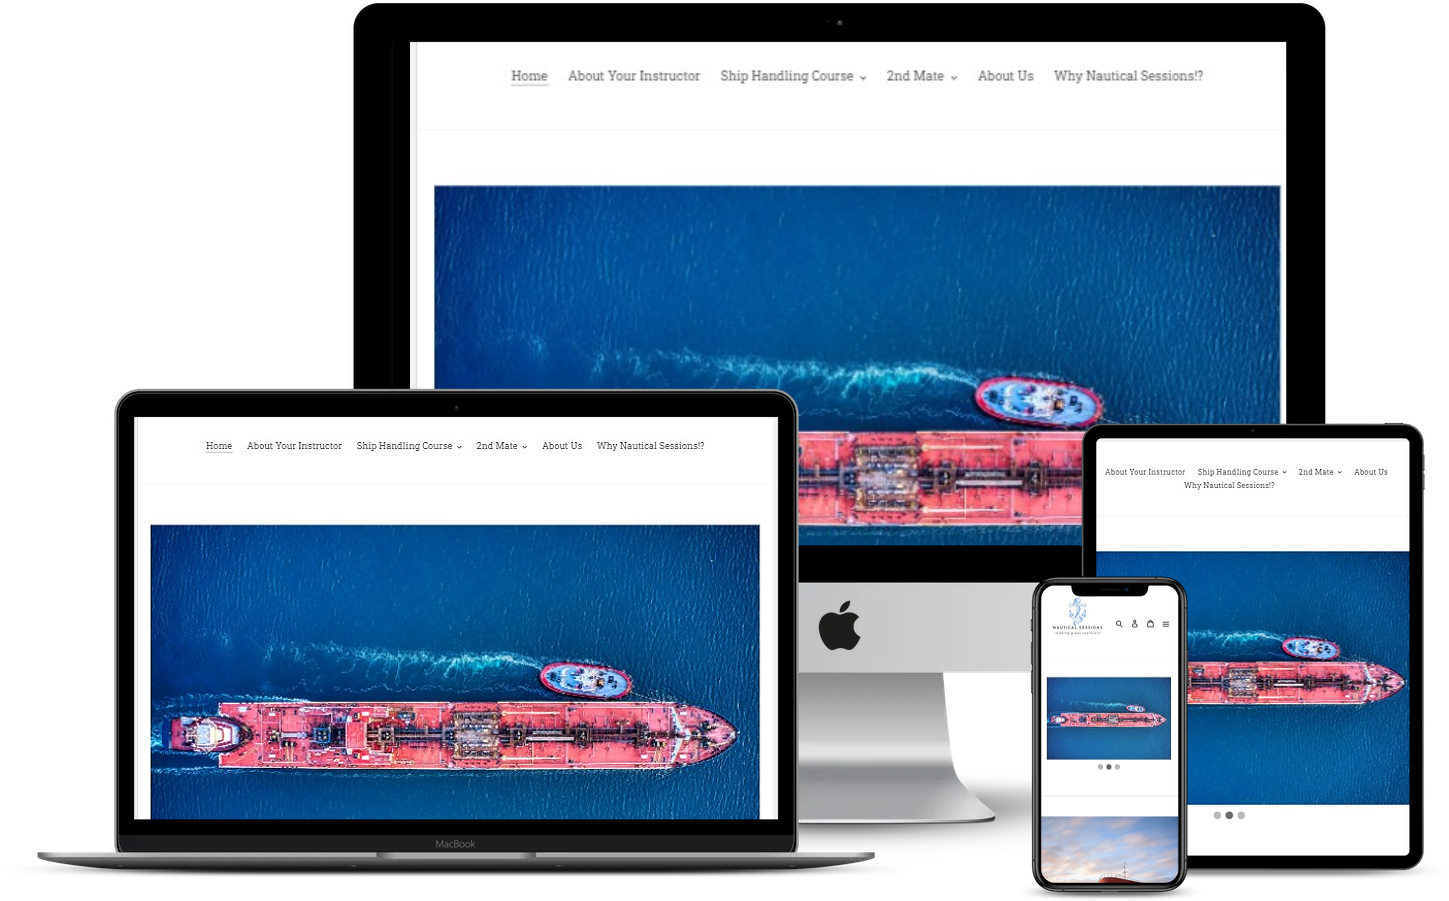 Home About Your Instructor Ship Handling Course 2nd Mate About Us Why Nautical Sessions!?
Home About Your Instructor Ship Handling Course 2nd Mate About Us Why Nautical Sessions!?
MacBook
About Your Instructor Ship Handling Course 2nd Mate About Us
Why Nautical Sessions!?
NAUTICAL SESSIONS